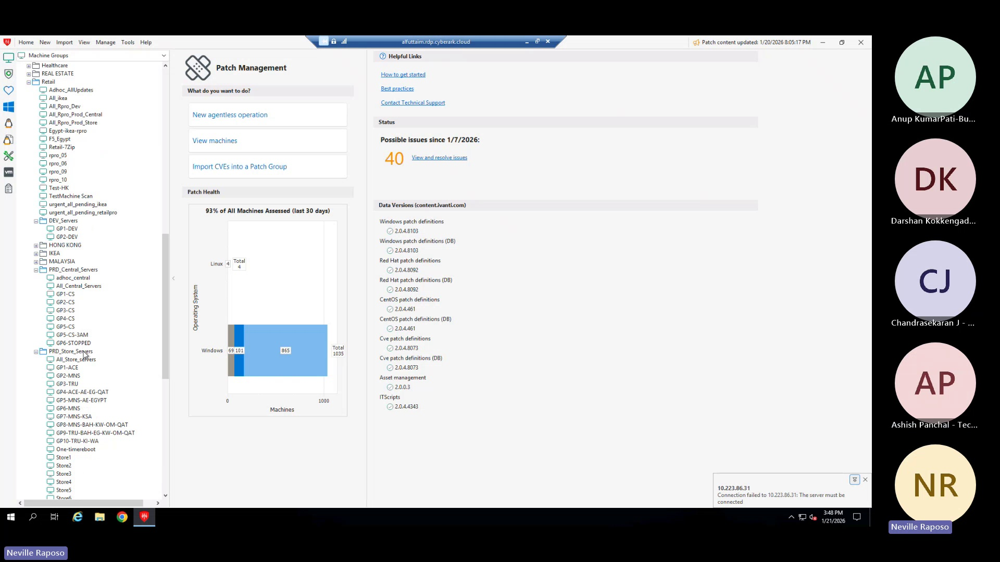 Home New Import View Manage Tools Help
alfuttaim.rdp.cyberark.cloud
Patch content updated: 1/20/2026 8:05:17 PM
Machine Groups
Healthcare
REAL ESTATE
Retail
Adhoc_AllUpdates
All_ikea
All_Rpro_Dev
All_Rpro_Prod_Central
All_Rpro_Prod_Store
Egypt-ikea-rpro
F5_Egypt
Retail-7Zip
rpro_05
rpro_06
rpro_09
rpro_10
Test-HK
TestMachine Scan
urgent_all_pending_ikea
urgent_all_pending_retailpro
DEV_Servers
GP1-DEV
GP2-DEV
HONG KONG
IKEA
MALAYSIA
PRD_Central_Servers
adhoc_central
All_Central_Servers
GP1-CS
GP2-CS
GP3-CS
GP4-CS
GP5-CS
GP5-CS-3AM
GP6-STOPPED
PRD_Store_Servers
All_Store_servers
GP1-ACE
GP2-MNS
GP3-TRU
GP4-ACE-AE-EG-QAT
GP5-MNS-AE-EGYPT
GP6-MNS
GP7-MNS-KSA
GP8-MNS-BAH-KW-OM-QAT
GP9-TRU-BAH-EG-KW-OM-QAT
GP10-TRU-KI-WA
One-timereboot
Store1
Store2
Store3
Store4
Store5
Store6
vm
Patch Management
What do you want to do?
New agentless operation
View machines
Import CVEs into a Patch Group
Patch Health
93% of All Machines Assessed (last 30 days)
Operating System
Linux 4 Total
4
Windows 69 101 865 Total
1035
0 1000
Machines
Helpful Links
How to get started
Best practices
Contact Technical Support
Status
Possible issues since 1/7/2026:
40 View and resolve issues
Data Versions (content.ivanti.com)
Windows patch definitions
2.0.4.8103
Windows patch definitions (DB)
2.0.4.8103
Red Hat patch definitions
2.0.4.8092
Red Hat patch definitions (DB)
2.0.4.8092
CentOS patch definitions
2.0.4.461
CentOS patch definitions (DB)
2.0.4.461
Cve patch definitions
2.0.4.8073
Cve patch definitions (DB)
2.0.4.8073
Asset management
2.0.0.3
ITScripts
2.0.4.4343
10.223.86.31
Connection failed to 10.223.86.31: The server must be
connected
3:48 PM
1/21/2026
AP
Anup KumarPati-Bu...
DK
Darshan Kokkengad...
CJ
Chandrasekaran J - ...
AP
Ashish Panchal - Tec...
NR
Neville Raposo
Neville Raposo